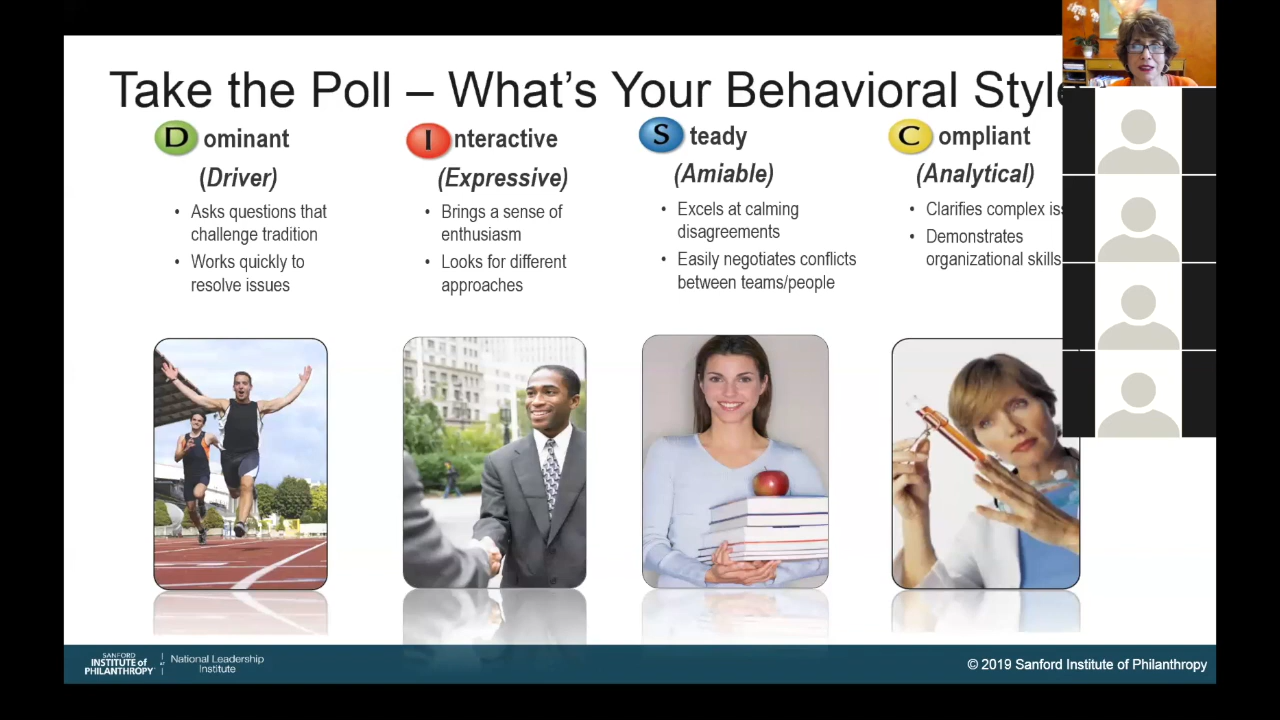 Take the Poll – What's Your Behavioral Style
D ominant
(Driver)
• Asks questions that
challenge tradition
• Works quickly to
resolve issues
I nteractive
(Expressive)
• Brings a sense of
enthusiasm
• Looks for different
approaches
S teady
(Amiable)
• Excels at calming
disagreements
• Easily negotiates conflicts
between teams/people
C ompliant
(Analytical)
• Clarifies complex
• Demonstrates
organizational skills
SANFORD
INSTITUTE of
PHILANTHROPY
AT
National Leadership
Institute
© 2019 Sanford Institute of Philanthropy